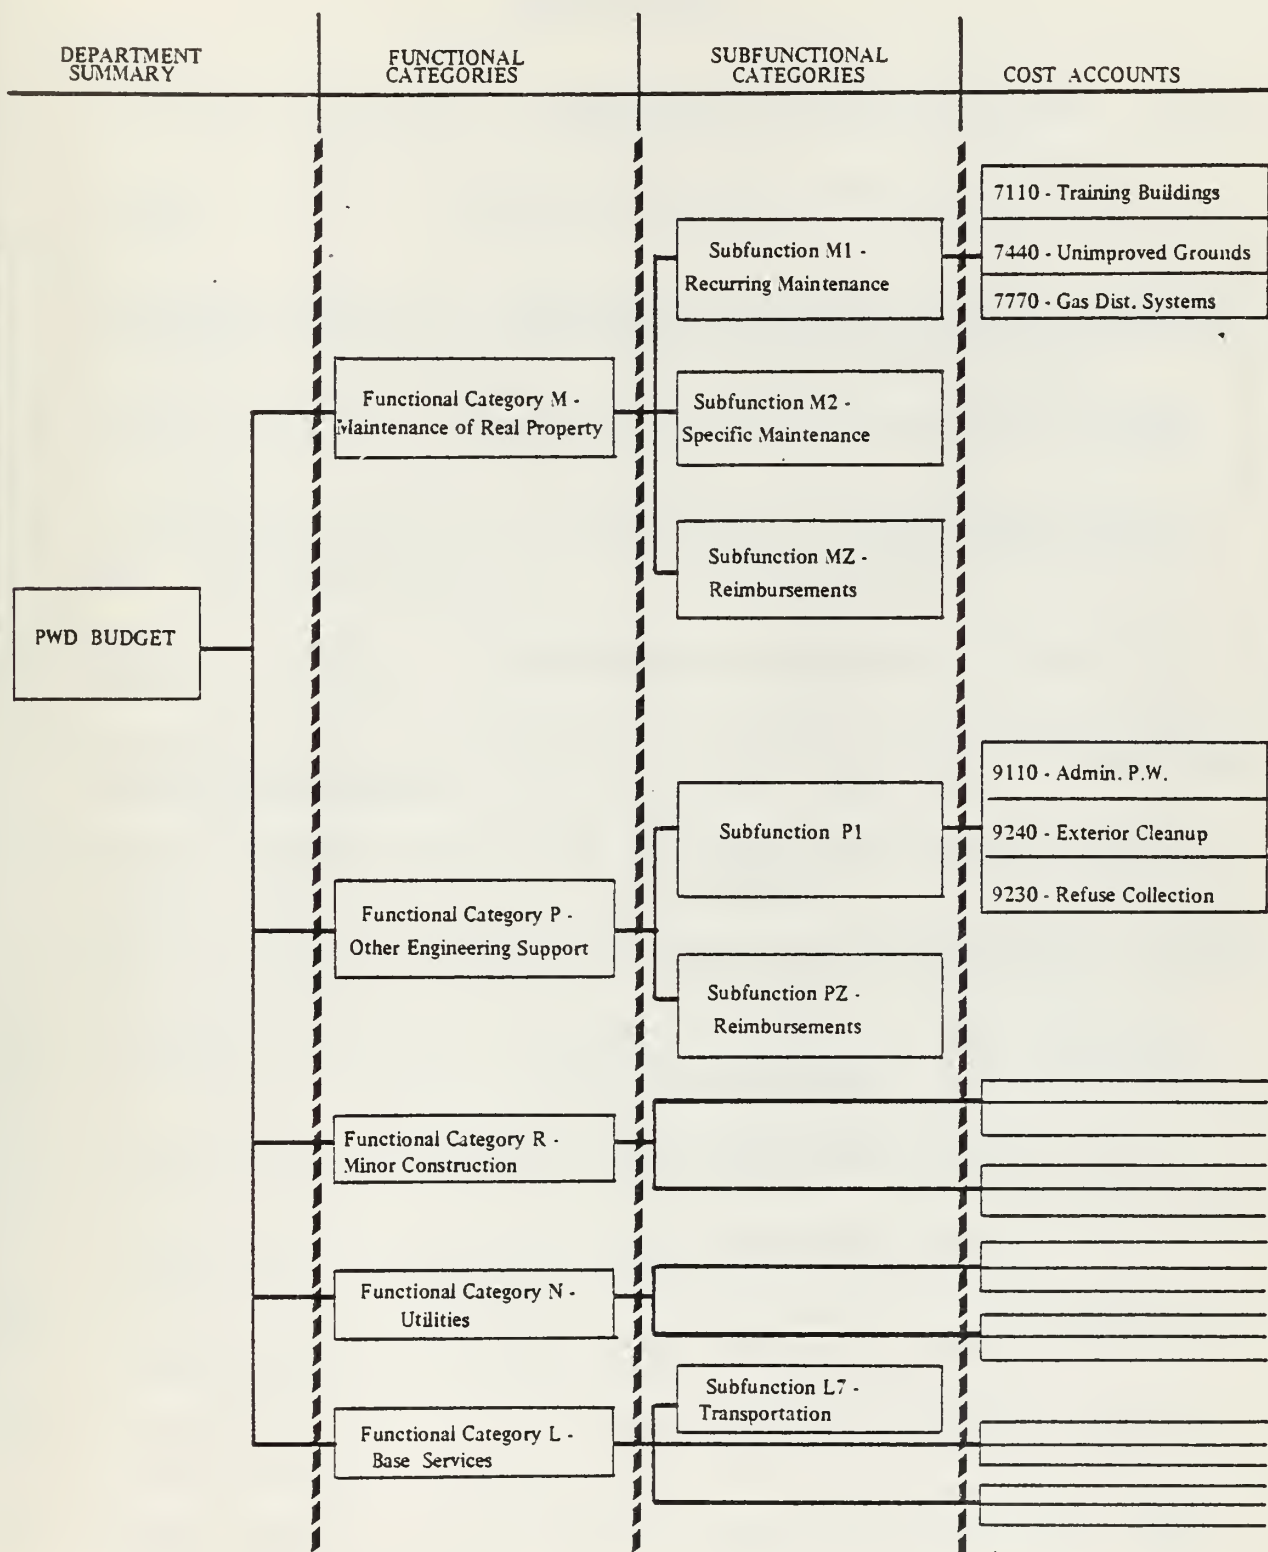 DEPARTMENT
SUMMARY
FUNCTIONAL
CATEGORIES
SUBFUNCTIONAL
CATEGORIES
COST ACCOUNTS
7110 - Training Buildings
7440 - Unimproved Grounds
7770 - Gas Dist. Systems
Subfunction M1 -
Recurring Maintenance
Functional Category M -
Maintenance of Real Property
Subfunction M2 -
Specific Maintenance
Subfunction MZ -
Reimbursements
PWD BUDGET
9110 - Admin. P.W.
9240 - Exterior Cleanup
9230 - Refuse Collection
Subfunction P1
Functional Category P -
Other Engineering Support
Subfunction PZ -
Reimbursements
Functional Category R -
Minor Construction
Functional Category N -
Utilities
Subfunction L7 -
Transportation
Functional Category L -
Base Services